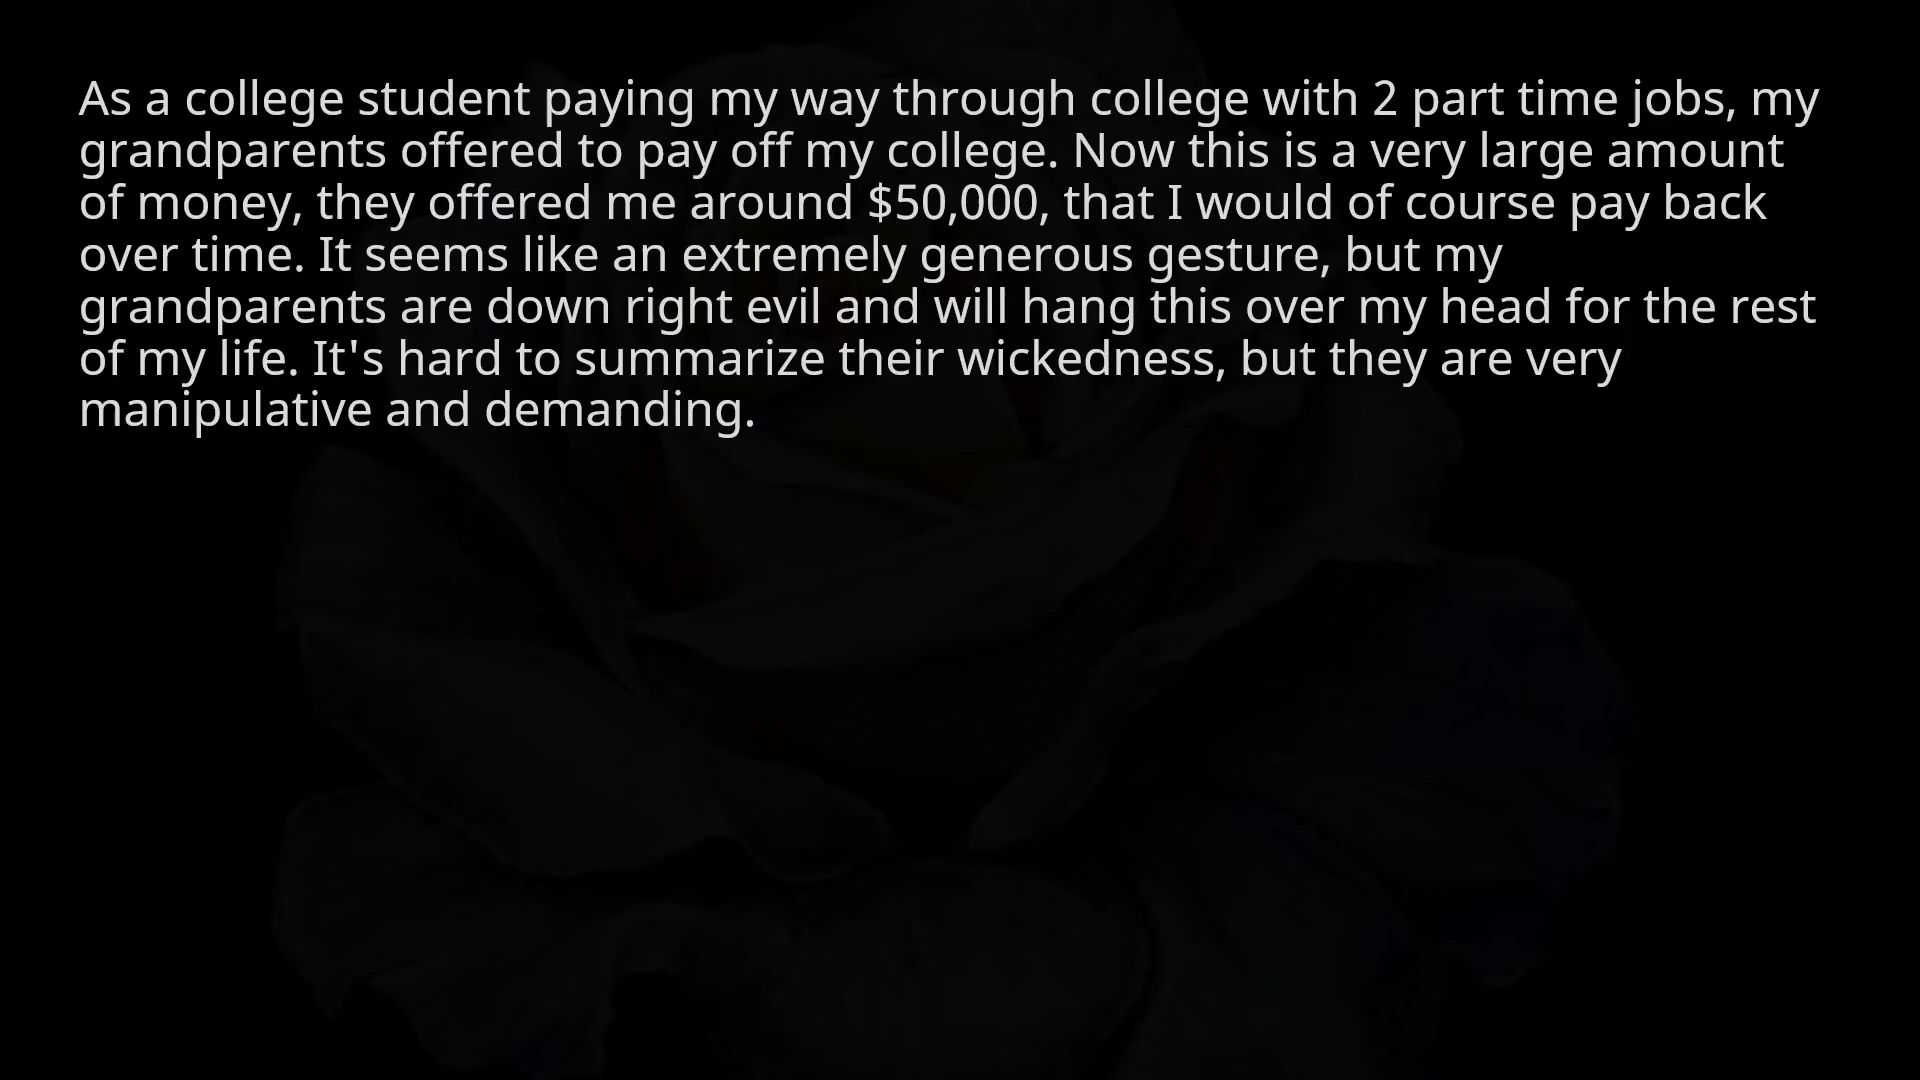 As a college student paying my way through college with 2 part time jobs, my
grandparents offered to pay off my college. Now this is a very large amount
of money, they offered me around $50,000, that I would of course pay back
over time. It seems like an extremely generous gesture, but my
grandparents are down right evil and will hang this over my head for the rest
of my life. It's hard to summarize their wickedness, but they are very
manipulative and demanding.